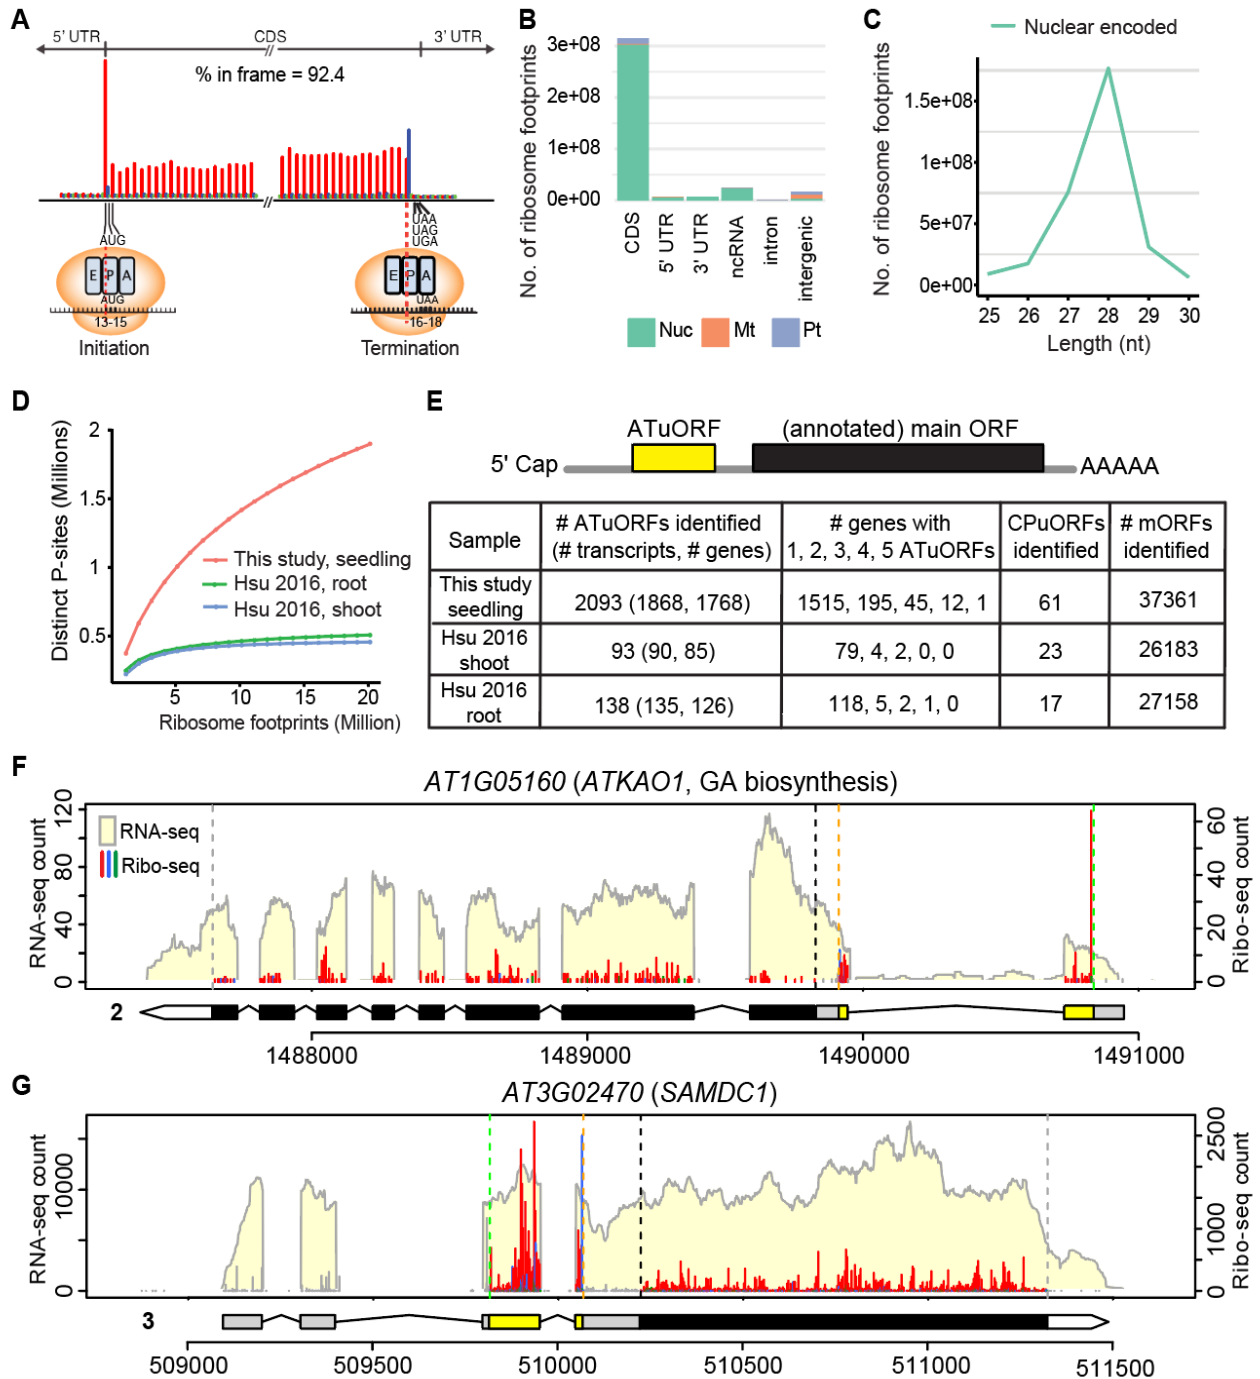 A
5' UTR
CDS
3' UTR
% in frame = 92.4
AUG
UAA
UAG
UGA
E P A
AUG
13-15
Initiation
E P A
UAA
16-18
Termination
B
No. of ribosome footprints
3e+08
2e+08
1e+08
0e+00
CDS
5' UTR
3' UTR
ncRNA
intron
intergenic
Nuc
Mt
Pt
C
Nuclear encoded
No. of ribosome footprints
1.5e+08
1e+08
5e+07
0e+00
25 26 27 28 29 30
Length (nt)
D
Distinct P-sites (Millions)
2
1.5
1
0.5
This study, seedling
Hsu 2016, root
Hsu 2016, shoot
5 10 15 20
Ribosome footprints (Million)
E
ATuORF
(annotated) main ORF
5' Cap
AAAAA
Sample
# ATuORFs identified
(# transcripts, # genes)
# genes with
1, 2, 3, 4, 5 ATuORFs
CPuORFs
identified
# mORFs
identified
This study
seedling
2093 (1868, 1768)
1515, 195, 45, 12, 1
61
37361
Hsu 2016
shoot
93 (90, 85)
79, 4, 2, 0, 0
23
26183
Hsu 2016
root
138 (135, 126)
118, 5, 2, 1, 0
17
27158
F
AT1G05160 (ATKAO1, GA biosynthesis)
RNA-seq count
120
80
40
0
RNA-seq
Ribo-seq
60
40
20
0
Ribo-seq count
2
1488000 1489000 1490000 1491000
G
AT3G02470 (SAMDC1)
RNA-seq count
10000
0
2500
1000
0
Ribo-seq count
3
509000 509500 510000 510500 511000 511500